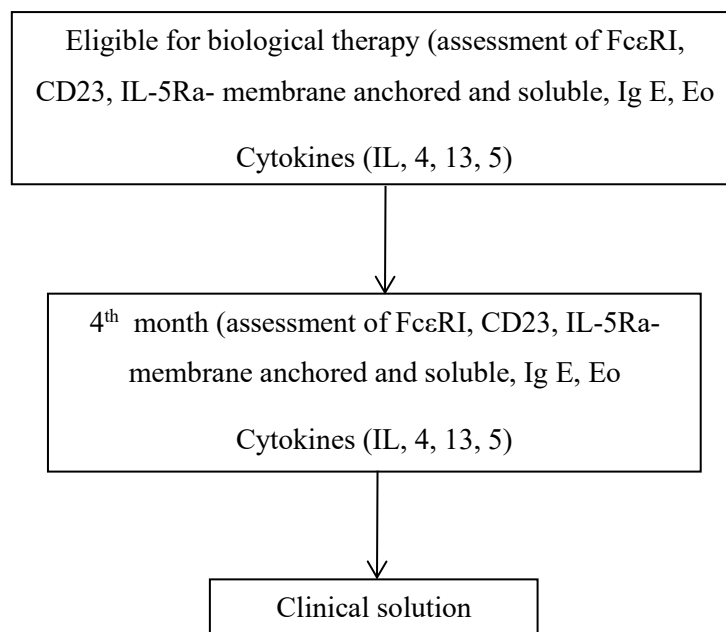 Eligible for biological therapy (assessment of FcεRI,
CD23, IL-5Ra- membrane anchored and soluble, Ig E, Eo
Cytokines (IL, 4, 13, 5)
4th month (assessment of FcεRI, CD23, IL-5Ra-
membrane anchored and soluble, Ig E, Eo
Cytokines (IL, 4, 13, 5)
Clinical solution